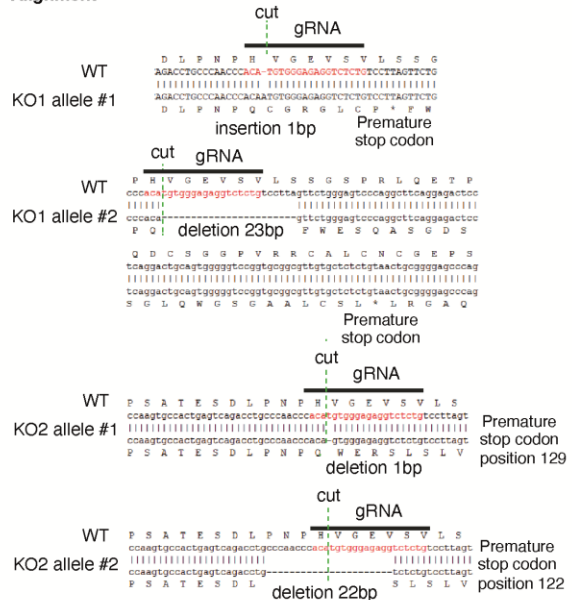 cut
gRNA
D L P N P H V G E V S V L S S G
WT AGACCTGCCCAACCCACA-TGTGGGAGAGGTCTCTGTCCTTAGTTCTG
KO1 allele #1 AGACCTGCCCAACCCACAATGTGGGAGAGGTCTCTGTCCTTAGTTCTG
D L P N P Q C G R G L C P * F W
insertion 1bp
Premature
stop codon
cut gRNA
P H V G E V S V L S S G S P R L Q E T P
WT cccacatgtgggagaggtctctgtccttagttctgggagtcccaggcttcaggagactcc
KO1 allele #2 cccaca-----------------------gttctgggagtcccaggcttcaggagactcc
P Q F W E S Q A S G D S
deletion 23bp
Q D C S G G P V R R C A L C N C G E P S
tcaggactgcagtgggggtccggtgcggcgttgtgctctctgtaactgcggggagcccag
tcaggactgcagtgggggtccggtgcggcgttgtgctctctgtaactgcggggagcccag
S G L Q W G S G A A L C S L * L R G A Q
Premature
stop codon
cut
gRNA
P S A T E S D L P N P H V G E V S V L S
WT ccaagtgccactgagtcagacctgcccaacccacatgtgggagaggtctctgtccttagt
KO2 allele #1 ccaagtgccactgagtcagacctgcccaacccaca-gtgggagaggtctctgtccttagt
P S A T E S D L P N P Q W E R S L S L V
deletion 1bp
Premature
stop codon
position 129
cut
gRNA
P S A T E S D L P N P H V G E V S V L S
WT ccaagtgccactgagtcagacctgcccaacccacatgtgggagaggtctctgtccttagt
KO2 allele #2 ccaagtgccactgagtcagacctg----------------------ctctgtccttagt
P S A T E S D L S L S L V
deletion 22bp
Premature
stop codon
position 122